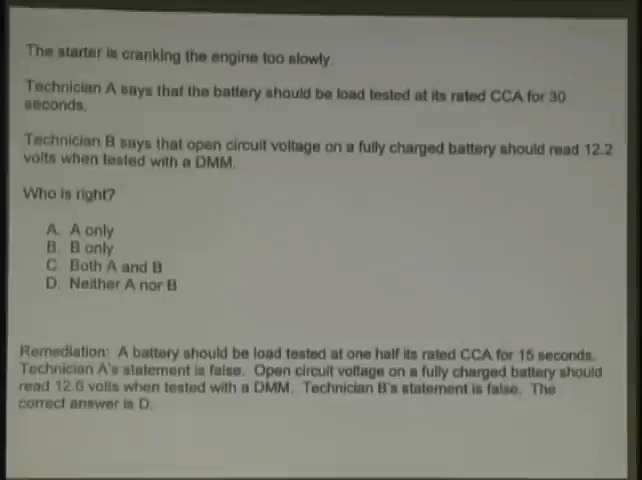 The starter is cranking the engine too slowly.
Technician A says that the battery should be load tested at its rated CCA for 30
seconds.
Technician B says that open circuit voltage on a fully charged battery should read 12.2
volts when tested with a DMM.
Who is right?
A. A only
B. B only
C. Both A and B
D. Neither A nor B
Remediation: A battery should be load tested at one half its rated CCA for 15 seconds.
Technician A's statement is false. Open circuit voltage on a fully charged battery should
read 12.6 volts when tested with a DMM. Technician B's statement is false. The
correct answer is D.